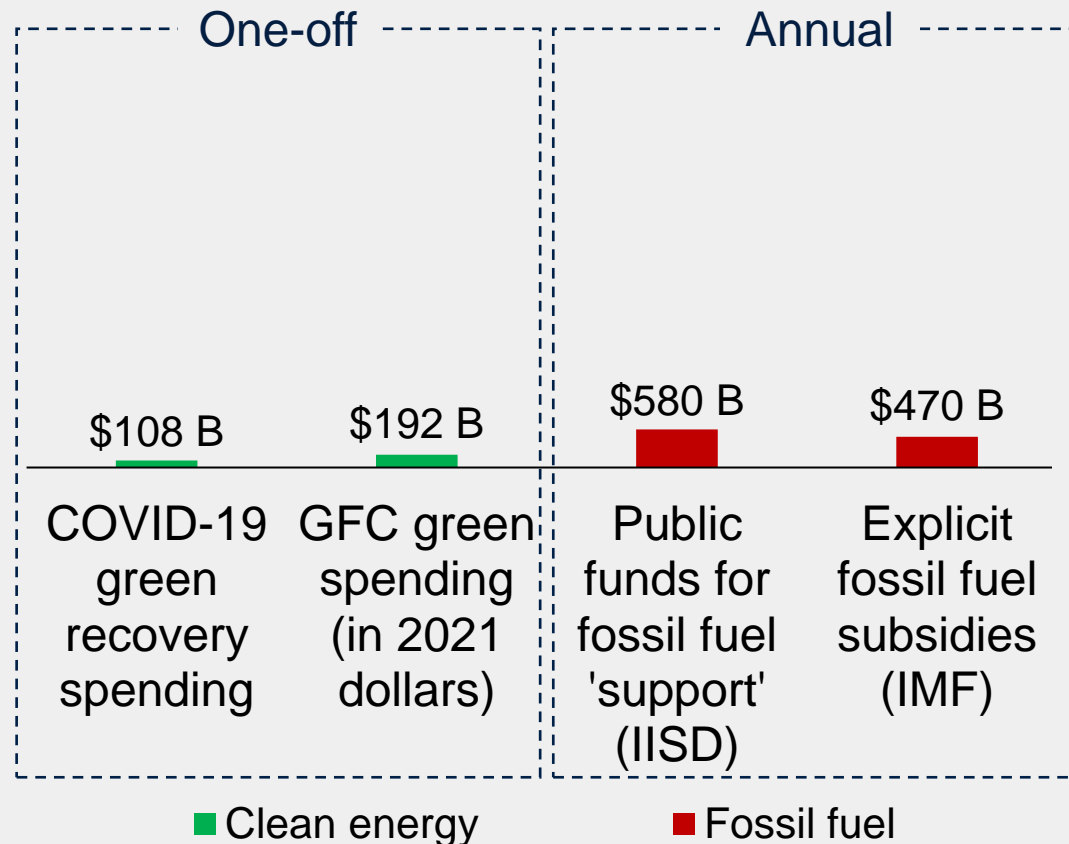 One-off
Annual
$108 B
$192 B
$580 B
$470 B
COVID-19
green
recovery
spending
GFC green
spending
(in 2021
dollars)
Public
funds for
fossil fuel
'support'
(IISD)
Explicit
fossil fuel
subsidies
(IMF)
Clean energy
Fossil fuel